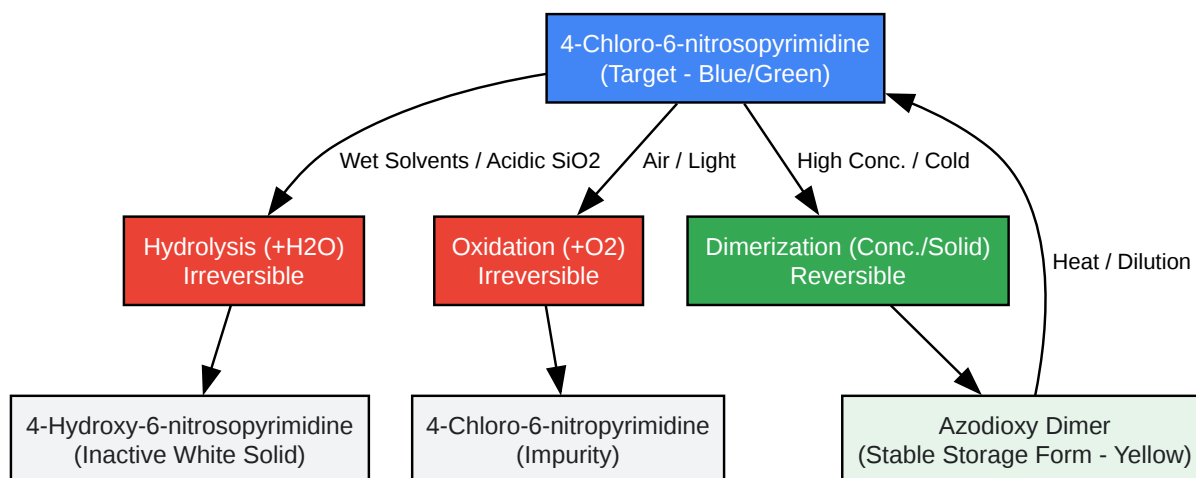 4-Chloro-6-nitrosopyrimidine
(Target - Blue/Green)
Wet Solvents / Acidic SiO2
Air / Light
High Conc. / Cold
Hydrolysis (+H2O)
Irreversible
Oxidation (+O2)
Irreversible
Dimerization (Conc./Solid)
Reversible
Heat / Dilution
4-Hydroxy-6-nitrosopyrimidine
(Inactive White Solid)
4-Chloro-6-nitropyrimidine
(Impurity)
Azodioxy Dimer
(Stable Storage Form - Yellow)